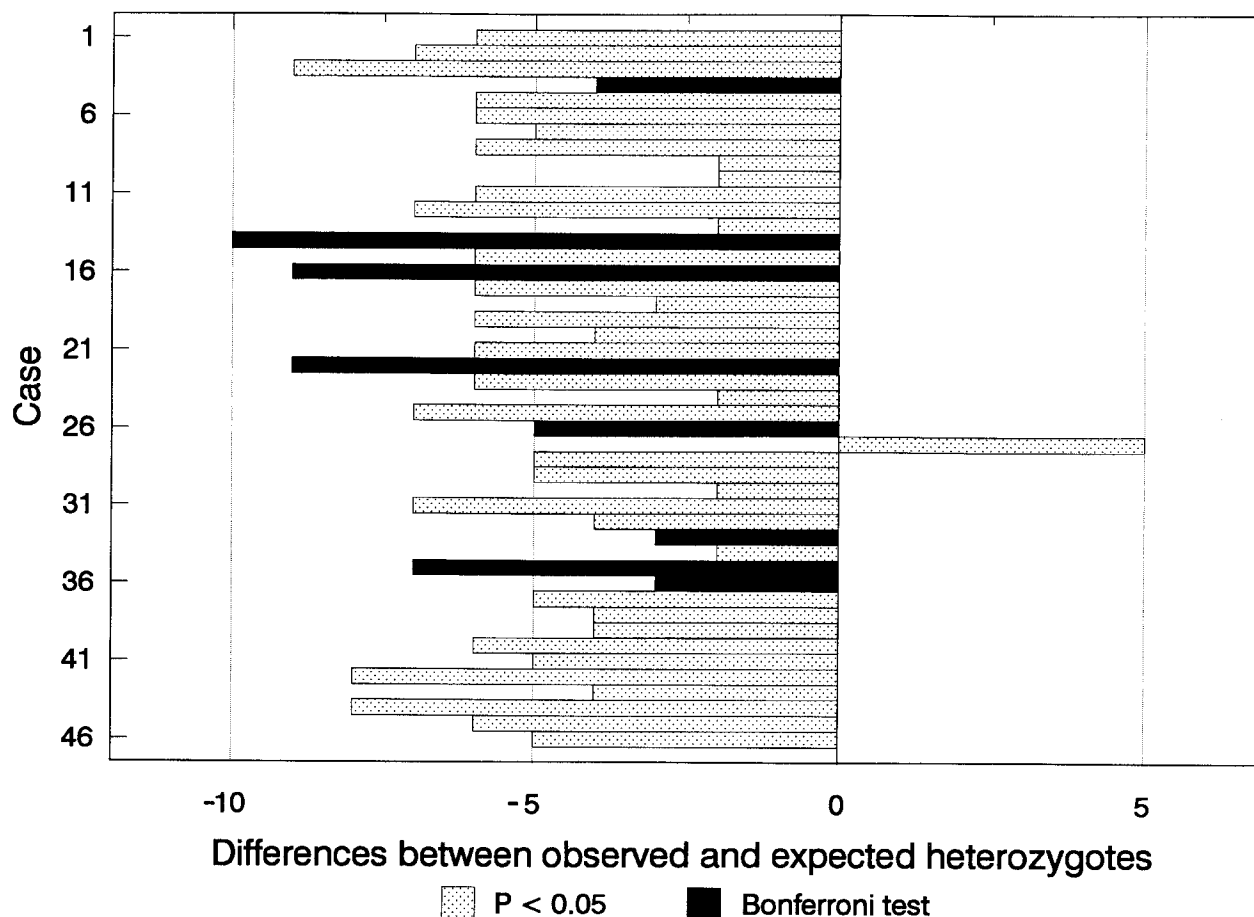 Case
1
6
11
16
21
26
31
36
41
46
-10 -5 0 5
Differences between observed and expected heterozygotes
P < 0.05 Bonferroni test